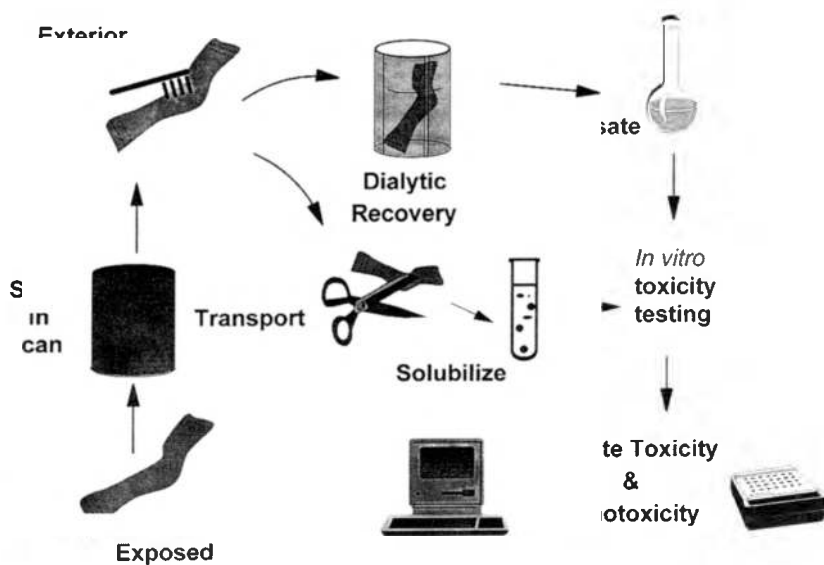 Exterior
sate
Dialytic
Recovery
In vitro
toxicity
testing
S
in
can
Transport
Solubilize
te Toxicity
&
otoxicity
Exposed